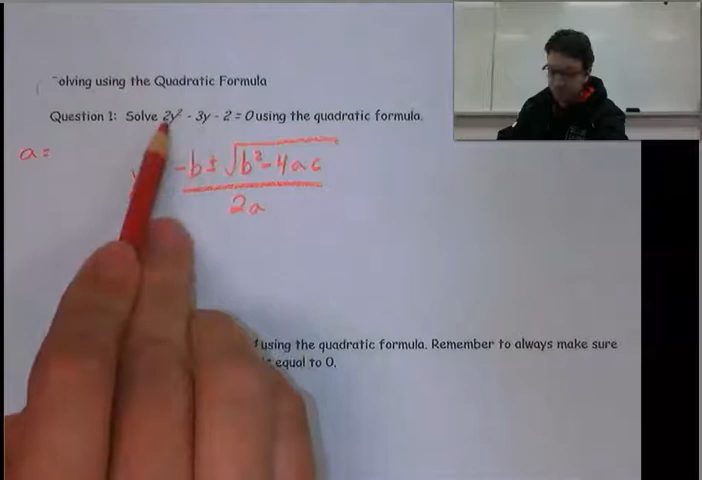 olving using the Quadratic Formula
Question 1: Solve 2y² - 3y - 2 = 0 using the quadratic formula.
a =
-b ± √b² - 4ac
2a
using the quadratic formula. Remember to always make sure
equal to 0.